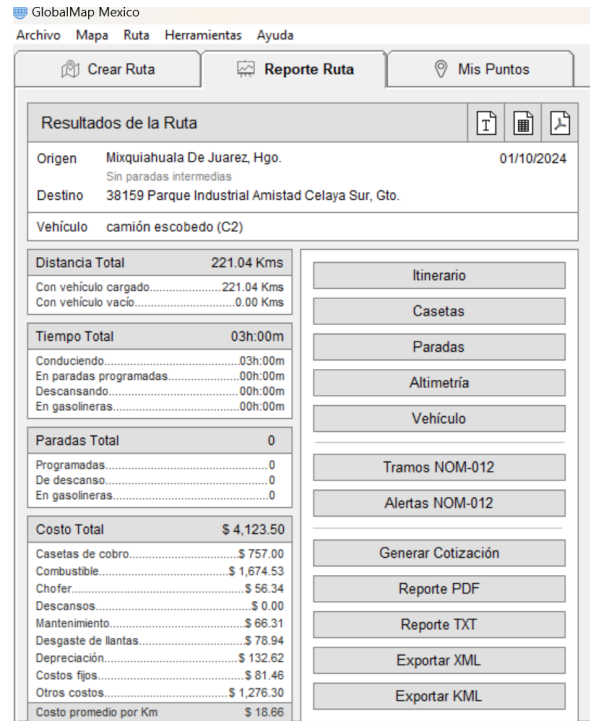 GlobalMap Mexico
Archivo Mapa Ruta Herramientas Ayuda
Crear Ruta Reporte Ruta Mis Puntos
Resultados de la Ruta
Origen Mixquiahuala De Juarez, Hgo. 01/10/2024
Sin paradas intermedias
Destino 38159 Parque Industrial Amistad Celaya Sur, Gto.
Vehículo camión escobedo (C2)
Distancia Total 221.04 Kms
Con vehículo cargado......................221.04 Kms
Con vehículo vacío.......................0.00 Kms
Tiempo Total 03h:00m
Conduciendo.........................................03h:00m
En paradas programadas......................00h:00m
Descansando........................................00h:00m
En gasolineras.......................................00h:00m
Paradas Total 0
Programadas.................................................0
De descanso.................................................0
En gasolineras...............................................0
Costo Total $ 4,123.50
Casetas de cobro.................................$ 757.00
Combustible.......................................$ 1,674.53
Chofer....................................................$ 56.34
Descansos...............................................$ 0.00
Mantenimiento.........................................$ 66.31
Desgaste de llantas................................$ 78.94
Depreciación.........................................$ 132.62
Costos fijos.............................................$ 81.46
Otros costos.......................................$ 1,276.30
Costo promedio por Km $ 18.66
Itinerario
Casetas
Paradas
Altimetría
Vehículo
Tramos NOM-012
Alertas NOM-012
Generar Cotización
Reporte PDF
Reporte TXT
Exportar XML
Exportar KML